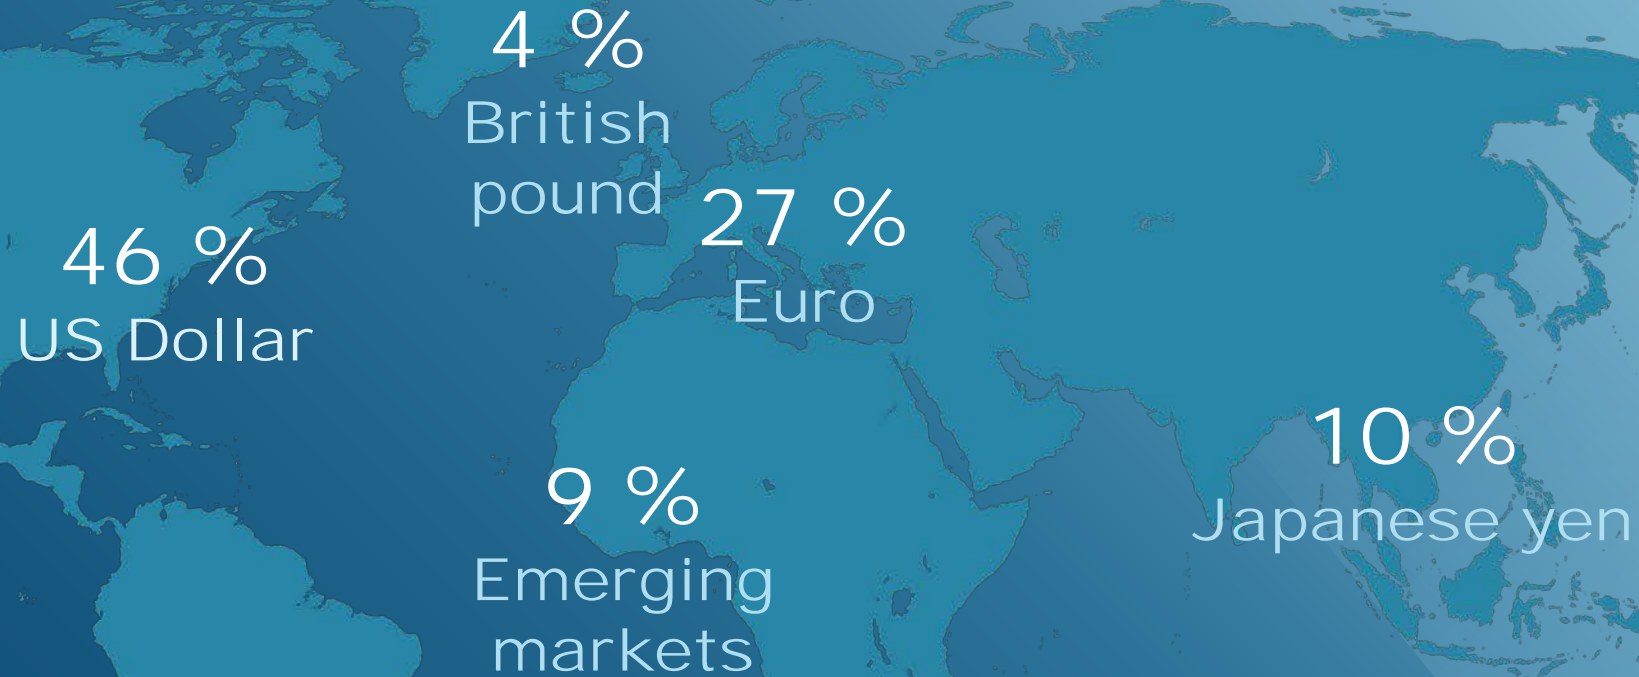 4 %
British
pound
27 %
Euro
46 %
US Dollar
10 %
Japanese yen
9 %
Emerging
markets